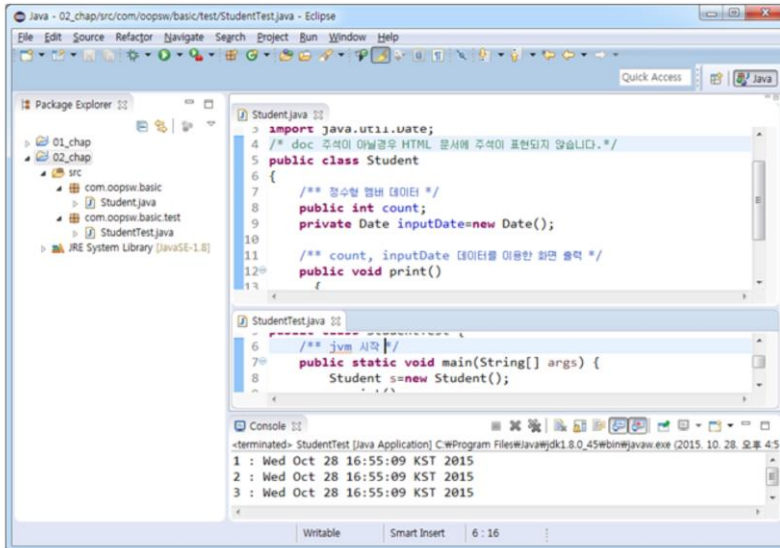 Java - 02_chap/src/com/oopsw/basic/test/StudentTest.java - Eclipse
File Edit Source Refactor Navigate Search Project Run Window Help
Quick Access
Java
Package Explorer
01_chap
02_chap
src
com.oopsw.basic
Student.java
com.oopsw.basic.test
StudentTest.java
JRE System Library [JavaSE-1.8]
Student.java
3 import java.util.Date;
4 /* doc 주석이 아닐경우 HTML 문서에 주석이 표현되지 않습니다.*/
5 public class Student
6 {
7 /** 정수형 멤버 데이터 */
8 public int count;
9 private Date inputDate=new Date();
10
11 /** count, inputDate 데이터를 이용한 화면 출력 */
12 public void print()
13 {
StudentTest.java
public class StudentTest {
6 /** jvm 시작 */
7 public static void main(String[] args) {
8 Student s=new Student();
Console
<terminated> StudentTest [Java Application] C:₩Program Files₩Java₩jdk1.8.0_45₩bin₩javaw.exe (2015. 10. 28. 오후 4:5
1 : Wed Oct 28 16:55:09 KST 2015
2 : Wed Oct 28 16:55:09 KST 2015
3 : Wed Oct 28 16:55:09 KST 2015
Writable Smart Insert 6 : 16